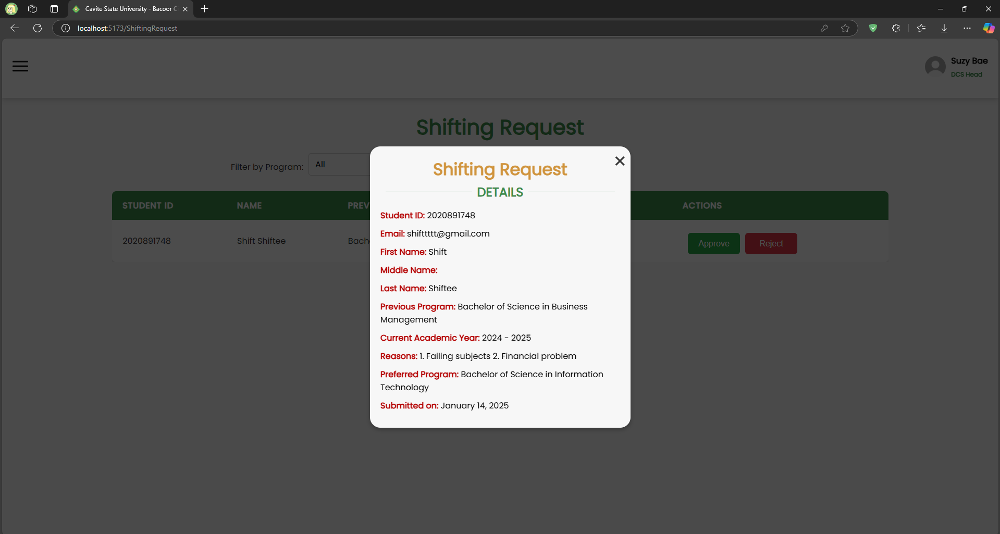 Cavite State University - Bacoor C
localhost:5173/ShiftingRequest
Suzy Bae
DCS Head
Shifting Request
Filter by Program: All
STUDENT ID NAME PREV ACTIONS
2020891748 Shift Shiftee Bach Approve Reject
Shifting Request
DETAILS
Student ID: 2020891748
Email: shifttttt@gmail.com
First Name: Shift
Middle Name:
Last Name: Shiftee
Previous Program: Bachelor of Science in Business
Management
Current Academic Year: 2024 - 2025
Reasons: 1. Failing subjects 2. Financial problem
Preferred Program: Bachelor of Science in Information
Technology
Submitted on: January 14, 2025